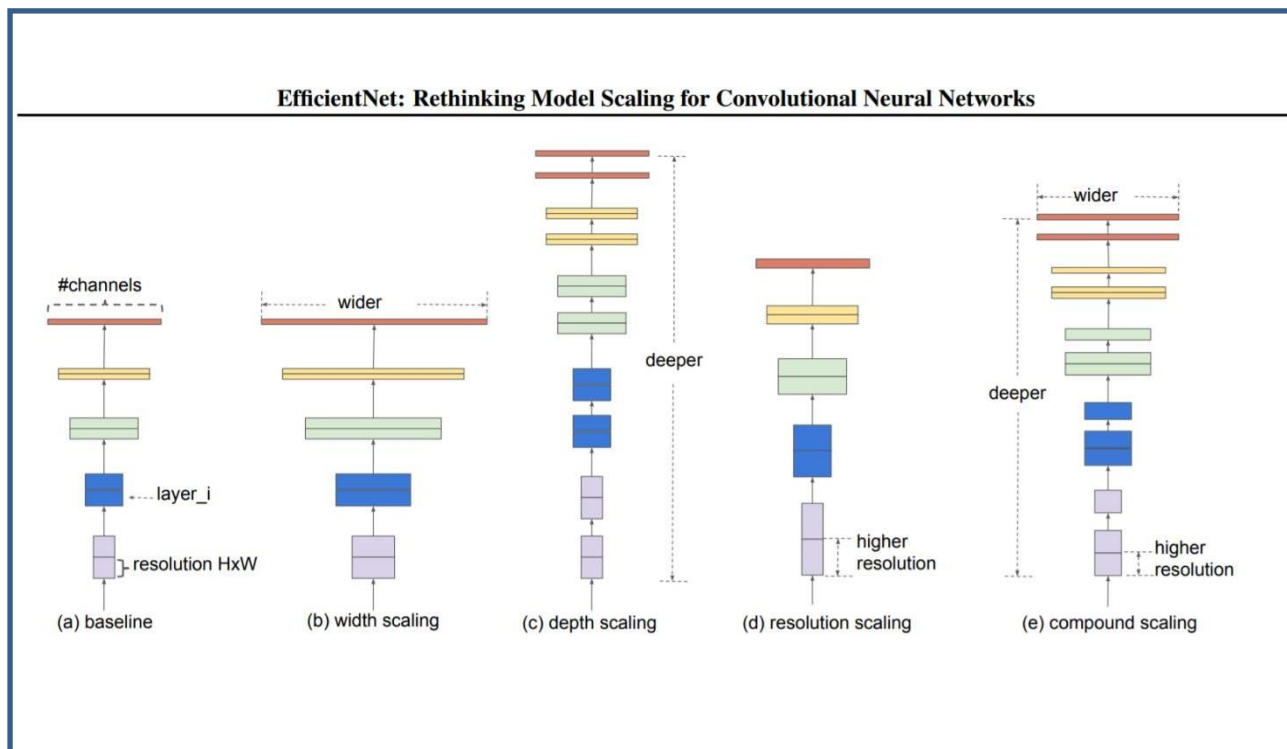 EfficientNet: Rethinking Model Scaling for Convolutional Neural Networks
#channels
layer_i
resolution HxW
(a) baseline
wider
(b) width scaling
deeper
(c) depth scaling
higher
resolution
(d) resolution scaling
wider
deeper
higher
resolution
(e) compound scaling